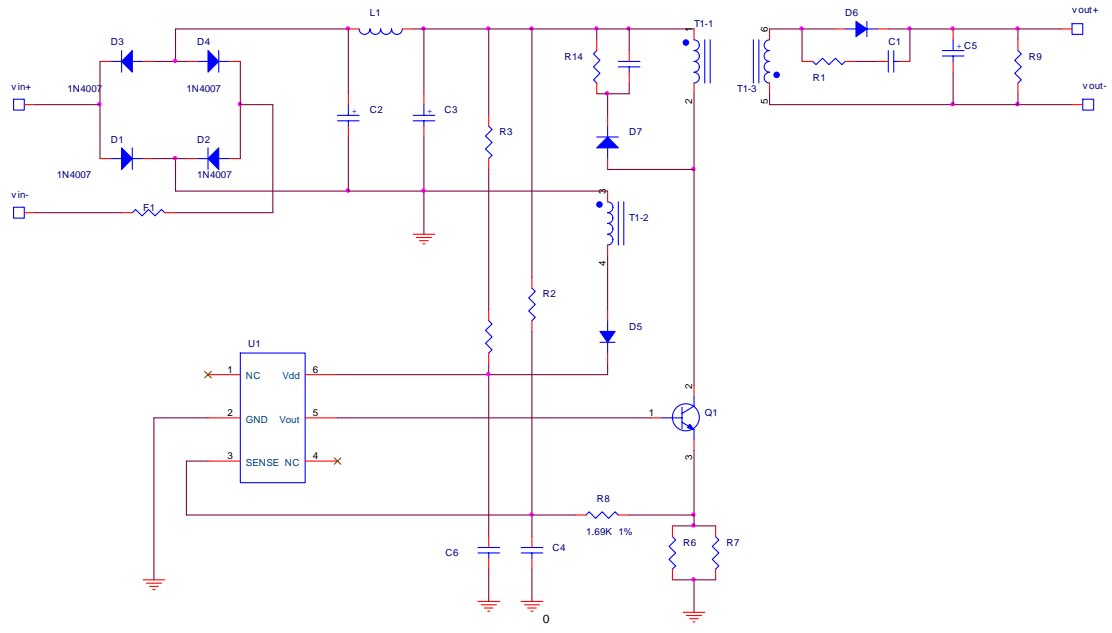 L1
T1-1
D6
vout+
D3
D4
R14
1
6
C1
C5
R9
R1
vin+
1N4007
1N4007
T1-3
vout-
2
5
C2
C3
D1
D2
R3
D7
1N4007
1N4007
vin-
F1
3
T1-2
4
R2
D5
U1
1
NC
Vdd
6
2
GND
Vout
5
1
2
Q1
3
SENSE
NC
4
3
R8
1.69K 1%
C6
C4
R6
R7
0